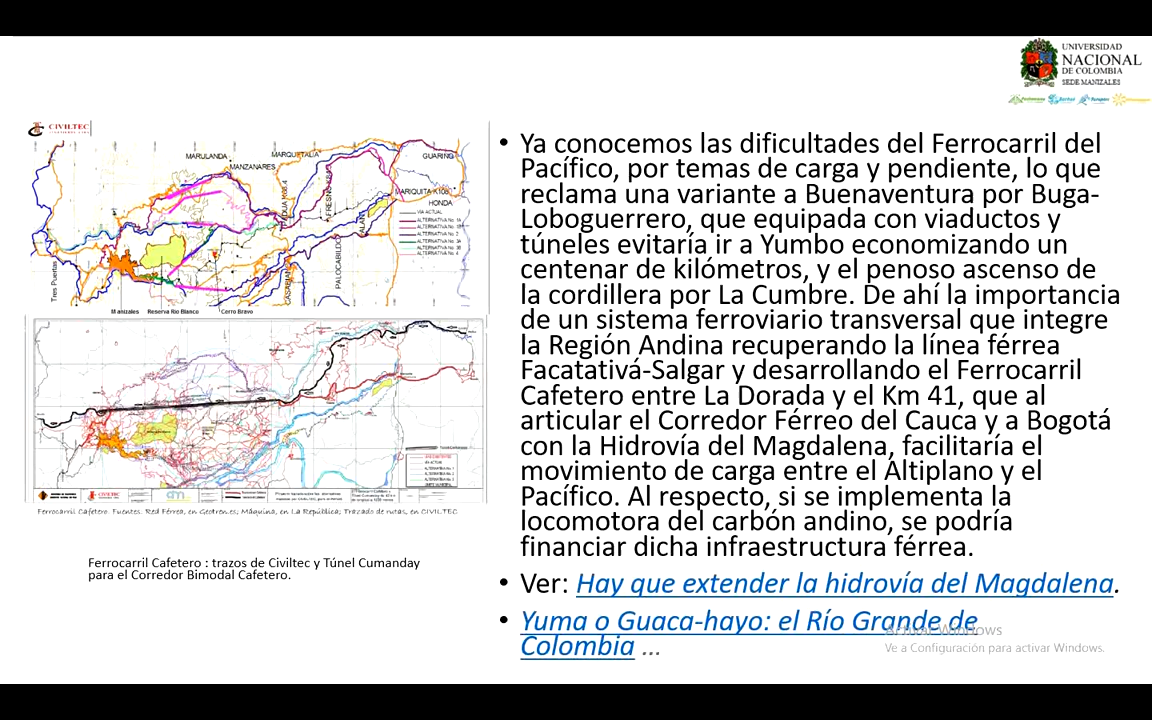 UNIVERSIDAD
NACIONAL
DE COLOMBIA
SEDE MANIZALES
CIVILTEC
MARULANDA
MANZANARES
MARQUETALIA
GUARINO
MARIQUITA K108
HONDA
VIA ACTUAL
Tres Puertas
PALOCABILDO
Manizales Reserva Rio Blanco Cerro Bravo
Ferrocarril Cafetero. Fuentes: Red Férrea, en Geotren.es; Máquina, en La República; Trazado de rutas, en CIVILTEC
Ferrocarril Cafetero : trazos de Civiltec y Túnel Cumanday
para el Corredor Bimodal Cafetero.
• Ya conocemos las dificultades del Ferrocarril del
Pacífico, por temas de carga y pendiente, lo que
reclama una variante a Buenaventura por Buga-
Loboguerrero, que equipada con viaductos y
túneles evitaría ir a Yumbo economizando un
centenar de kilómetros, y el penoso ascenso de
la cordillera por La Cumbre. De ahí la importancia
de un sistema ferroviario transversal que integre
la Región Andina recuperando la línea férrea
Facatativá-Salgar y desarrollando el Ferrocarril
Cafetero entre La Dorada y el Km 41, que al
articular el Corredor Férreo del Cauca y a Bogotá
con la Hidrovía del Magdalena, facilitaría el
movimiento de carga entre el Altiplano y el
Pacífico. Al respecto, si se implementa la
locomotora del carbón andino, se podría
financiar dicha infraestructura férrea.
• Ver: Hay que extender la hidrovía del Magdalena.
• Yuma o Guaca-hayo: el Río Grande de
Colombia ...
Activar Windows
Ve a Configuración para activar Windows.